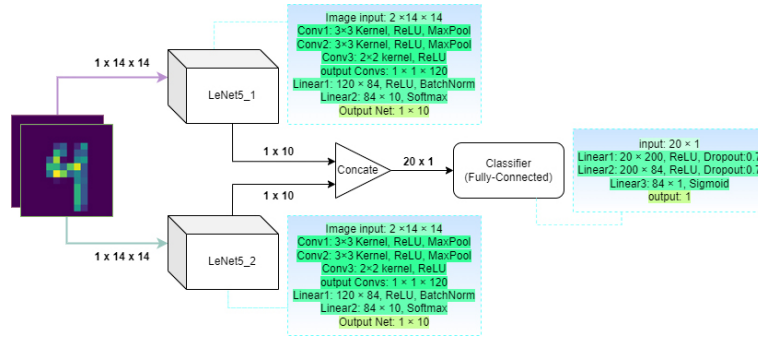 Image input: 2 ×14 × 14
Conv1: 3×3 Kernel, ReLU, MaxPool
Conv2: 3×3 Kernel, ReLU, MaxPool
Conv3: 2×2 kernel, ReLU
output Convs: 1 × 1 × 120
Linear1: 120 × 84, ReLU, BatchNorm
Linear2: 84 × 10, Softmax
Output Net: 1 × 10
1 x 14 x 14
LeNet5_1
1 x 10
Concate
20 x 1
Classifier
(Fully-Connected)
input: 20 × 1
Linear1: 20 × 200, ReLU, Dropout:0.7
Linear2: 200 × 84, ReLU, Dropout:0.7
Linear3: 84 × 1, Sigmoid
output: 1
1 x 10
1 x 14 x 14
LeNet5_2
Image input: 2 ×14 × 14
Conv1: 3×3 Kernel, ReLU, MaxPool
Conv2: 3×3 Kernel, ReLU, MaxPool
Conv3: 2×2 kernel, ReLU
output Convs: 1 × 1 × 120
Linear1: 120 × 84, ReLU, BatchNorm
Linear2: 84 × 10, Softmax
Output Net: 1 × 10